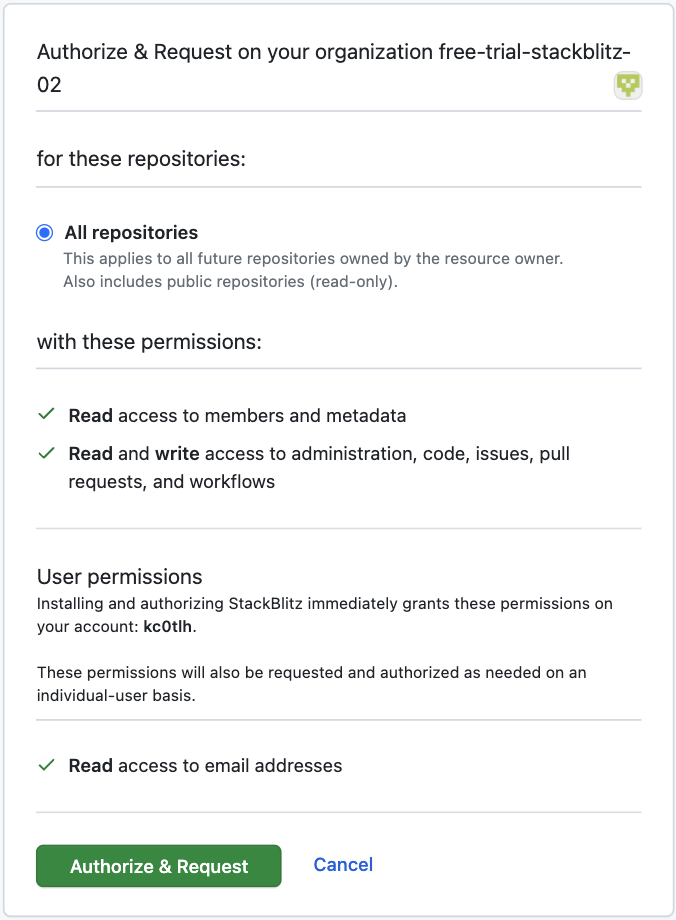 Authorize & Request on your organization free-trial-stackblitz-
02
for these repositories:
All repositories
This applies to all future repositories owned by the resource owner.
Also includes public repositories (read-only).
with these permissions:
Read access to members and metadata
Read and write access to administration, code, issues, pull
requests, and workflows
User permissions
Installing and authorizing StackBlitz immediately grants these permissions on
your account: kc0tlh.
These permissions will also be requested and authorized as needed on an
individual-user basis.
Read access to email addresses
Authorize & Request
Cancel